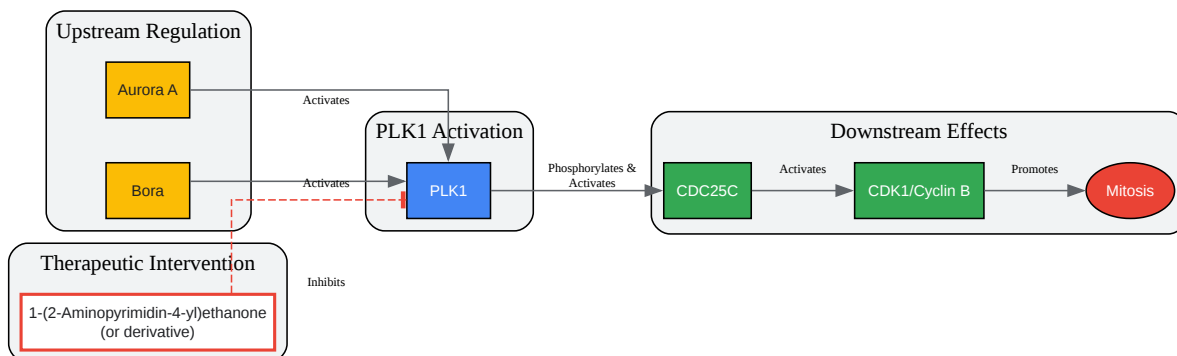 Upstream Regulation
Aurora A
Activates
Bora
Activates
PLK1 Activation
PLK1
Phosphorylates &
Activates
Downstream Effects
CDC25C
Activates
CDK1/Cyclin B
Promotes
Mitosis
Therapeutic Intervention
Inhibits
1-(2-Aminopyrimidin-4-yl)ethanone
(or derivative)